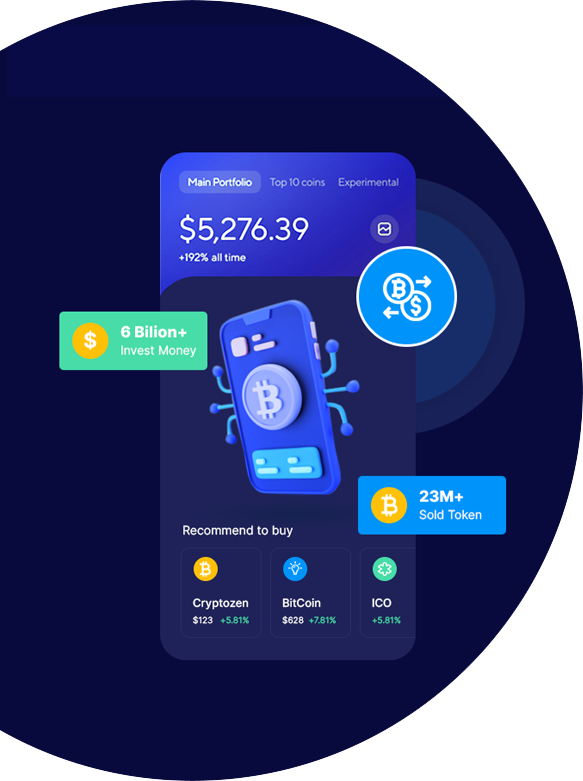 Main Portfolio Top 10 coins Experimental
$5,276.39
+192% all time
6 Bilion+
Invest Money
23M+
Sold Token
Recommend to buy
Cryptozen BitCoin ICO
$123 +5.81% $628 +7.81% +5.81%